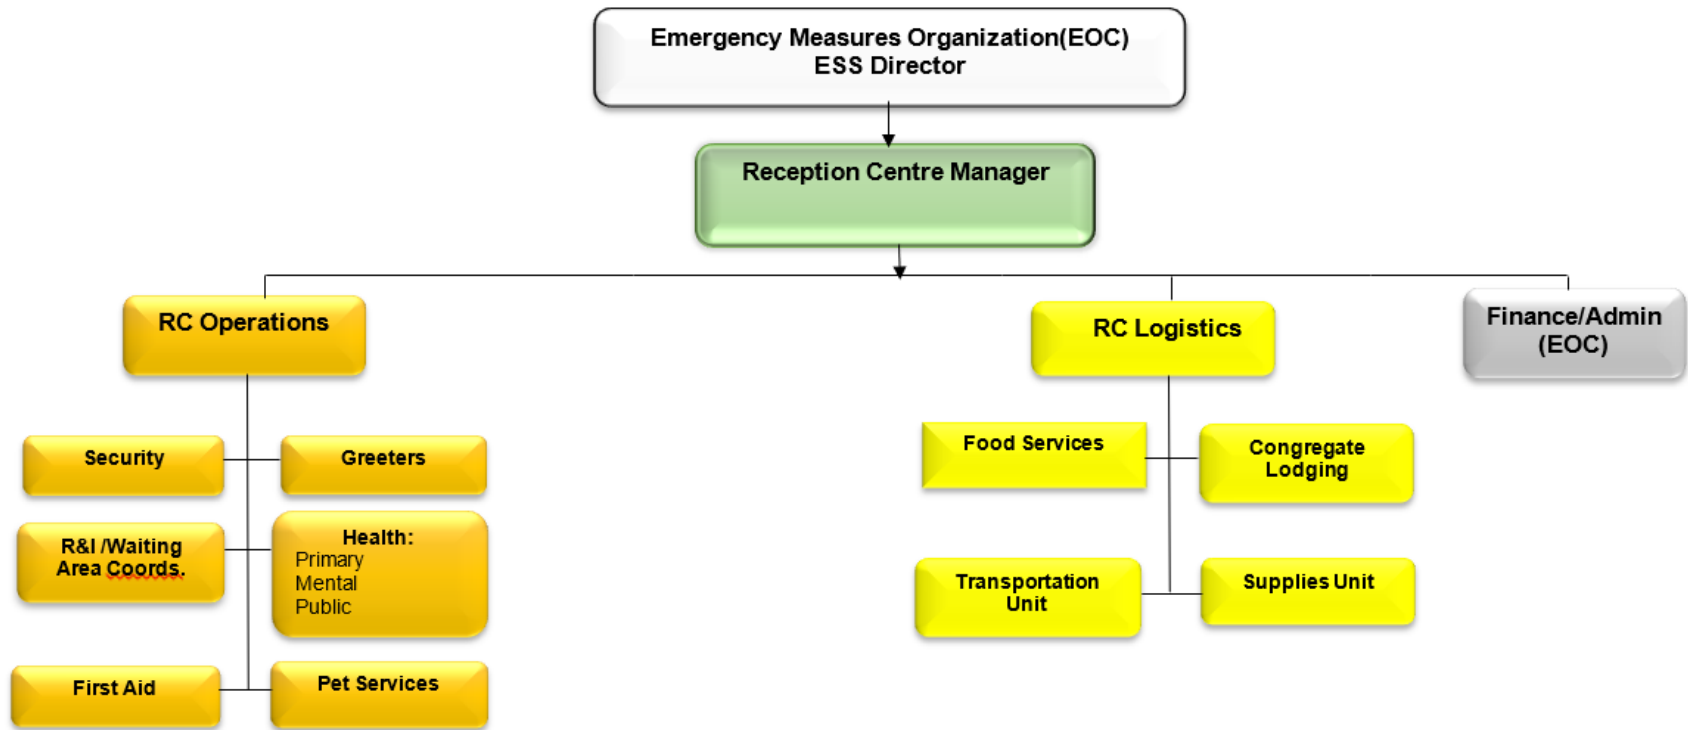 Emergency Measures Organization(EOC)
ESS Director
Reception Centre Manager
RC Operations
RC Logistics
Finance/Admin
(EOC)
Security
Greeters
R&I /Waiting
Area Coords.
Health:
Primary
Mental
Public
First Aid
Pet Services
Food Services
Congregate
Lodging
Transportation
Unit
Supplies Unit